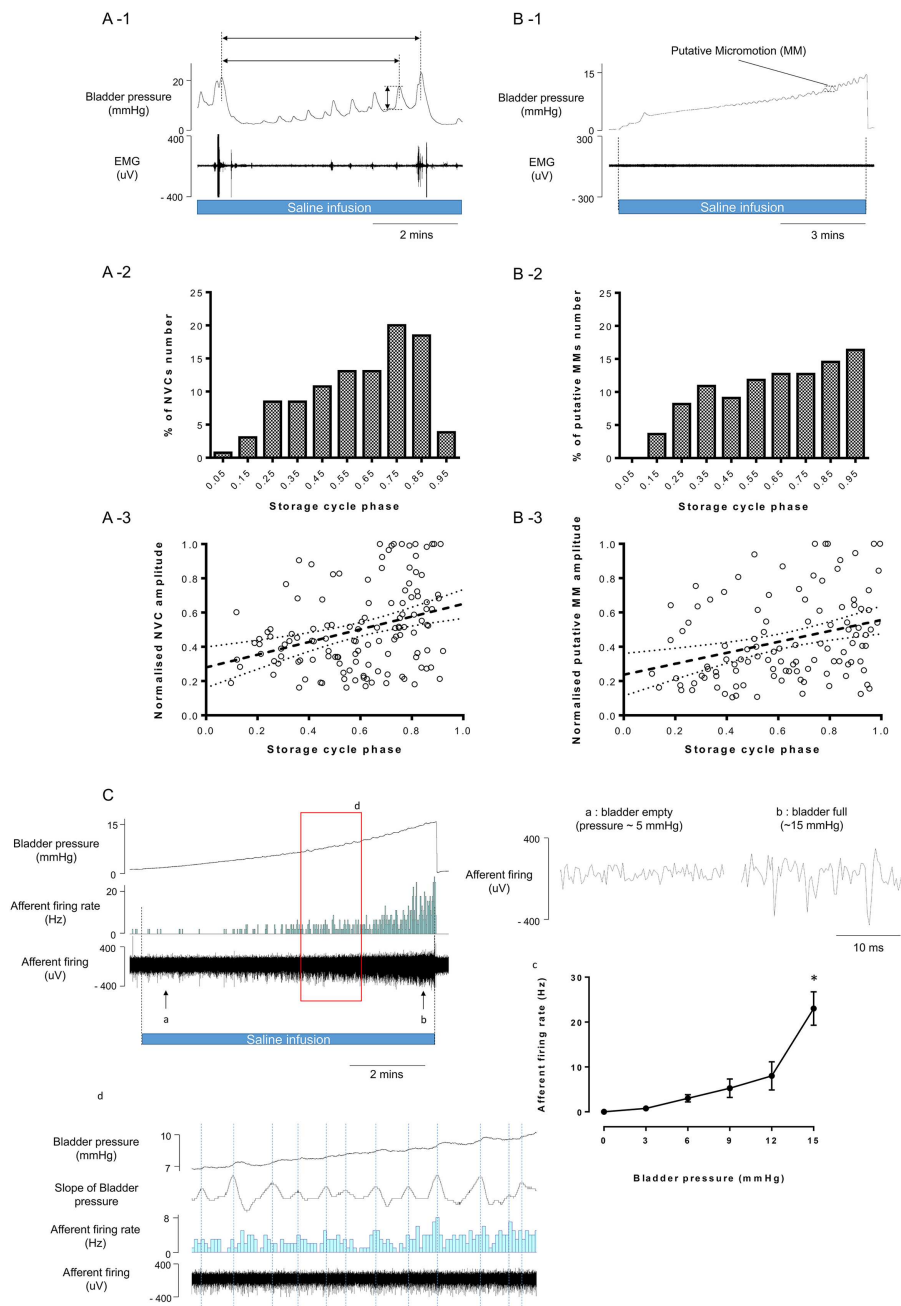 A -1
20
Bladder pressure
(mmHg)
0
400
EMG
(uV)
- 400
Saline infusion
2 mins
B -1
Putative Micromotion (MM)
15
Bladder pressure
(mmHg)
0
300
EMG
(uV)
- 300
Saline infusion
3 mins
A -2
% of NVCs number
25
20
15
10
5
0
0.05
0.15
0.25
0.35
0.45
0.55
0.65
0.75
0.85
0.95
Storage cycle phase
B -2
% of putative MMs number
25
20
15
10
5
0
0.05
0.15
0.25
0.35
0.45
0.55
0.65
0.75
0.85
0.95
Storage cycle phase
A -3
Normalised NVC amplitude
1.0
0.8
0.6
0.4
0.2
0.0
0.0 0.2 0.4 0.6 0.8 1.0
Storage cycle phase
B -3
Normalised putative MM amplitude
1.0
0.8
0.6
0.4
0.2
0.0
0.0 0.2 0.4 0.6 0.8 1.0
Storage cycle phase
C
d
15
Bladder pressure
(mmHg)
0
20
Afferent firing rate
(Hz)
0
400
Afferent firing
(uV)
- 400
a
b
Saline infusion
2 mins
a : bladder empty
(pressure ~ 5 mmHg)
b : bladder full
(~15 mmHg)
400
Afferent firing
(uV)
- 400
10 ms
c
Afferent firing rate (Hz)
30
20
10
0
*
0 3 6 9 12 15
Bladder pressure (mmHg)
d
10
Bladder pressure
(mmHg)
7
Slope of Bladder
pressure
8
Afferent firing rate
(Hz)
0
400
Afferent firing
(uV)
- 400